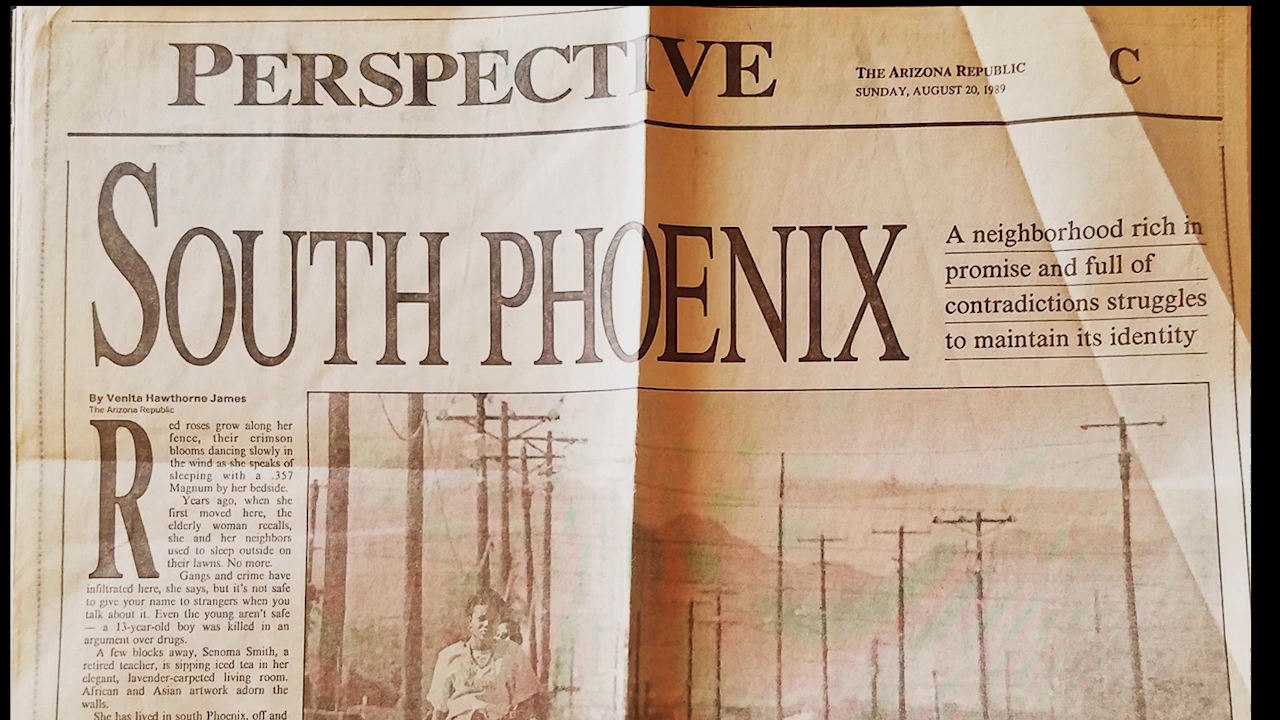 PERSPECTIVE
THE ARIZONA REPUBLIC
SUNDAY, AUGUST 20, 1989
C
SOUTH PHOENIX
A neighborhood rich in
promise and full of
contradictions struggles
to maintain its identity
By Venita Hawthorne James
The Arizona Republic
Red roses grow along her
fence, their crimson
blooms dancing slowly in
the wind as she speaks of
sleeping with a .357
Magnum by her bedside.
Years ago, when she
first moved here, the
elderly woman recalls,
she and her neighbors
used to sleep outside on
their lawns. No more.
Gangs and crime have
infiltrated here, she says, but it's not safe
to give your name to strangers when you
talk about it. Even the young aren't safe
— a 13-year-old boy was killed in an
argument over drugs.
A few blocks away, Senoma Smith, a
retired teacher, is sipping iced tea in her
elegant, lavender-carpeted living room.
African and Asian artwork adorn the
walls.
She has lived in south Phoenix, off and